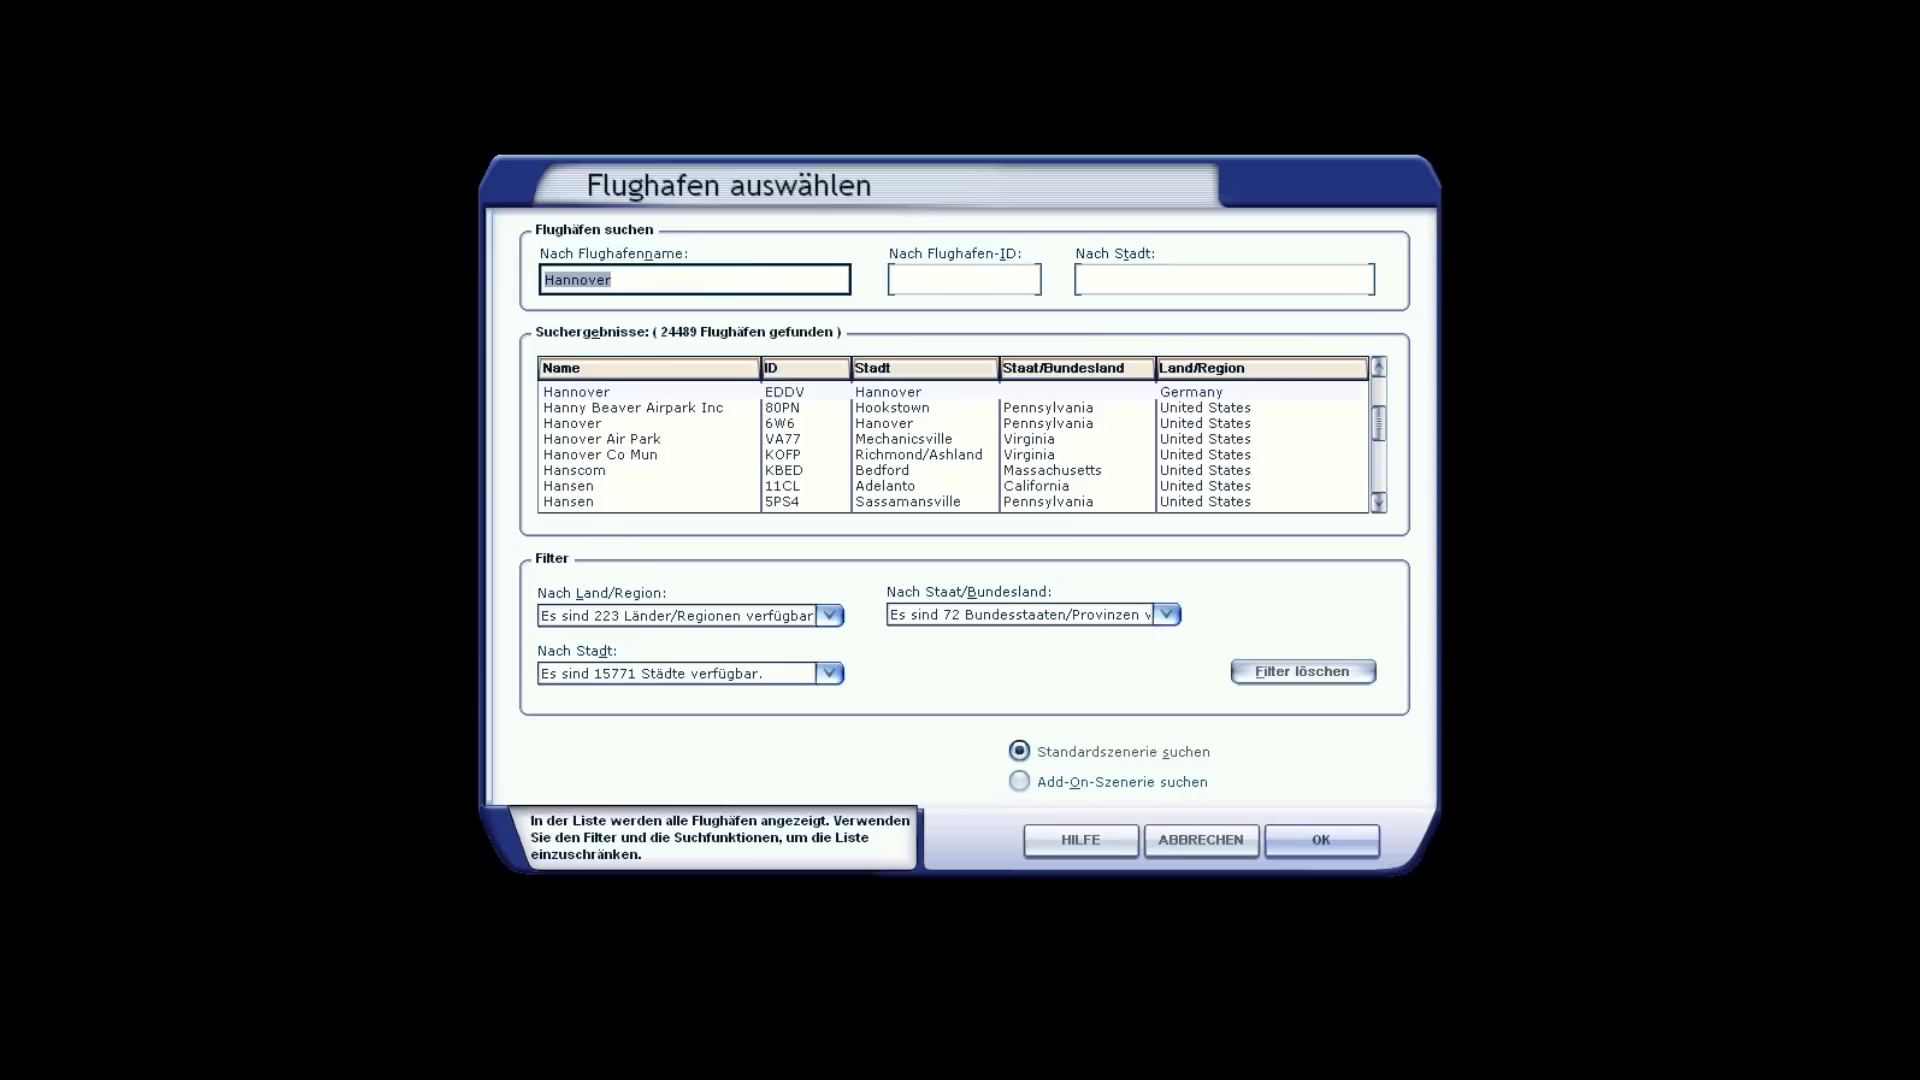 Flughafen auswählen
Flughäfen suchen
Nach Flughafenname: Nach Flughafen-ID: Nach Stadt:
Hannover
Suchergebnisse: ( 24489 Flughäfen gefunden )
Name ID Stadt Staat/Bundesland Land/Region
Hannover EDDV Hannover Germany
Hanny Beaver Airpark Inc 80PN Hookstown Pennsylvania United States
Hanover 6W6 Hanover Pennsylvania United States
Hanover Air Park VA77 Mechanicsville Virginia United States
Hanover Co Mun KOFP Richmond/Ashland Virginia United States
Hanscom KBED Bedford Massachusetts United States
Hansen 11CL Adelanto California United States
Hansen 5PS4 Sassamansville Pennsylvania United States
Filter
Nach Land/Region: Nach Staat/Bundesland:
Es sind 223 Länder/Regionen verfügbar Es sind 72 Bundesstaaten/Provinzen v
Nach Stadt:
Es sind 15771 Städte verfügbar.
Filter löschen
Standardszenerie suchen
Add-On-Szenerie suchen
In der Liste werden alle Flughäfen angezeigt. Verwenden
Sie den Filter und die Suchfunktionen, um die Liste
einzuschränken.
HILFE ABBRECHEN OK